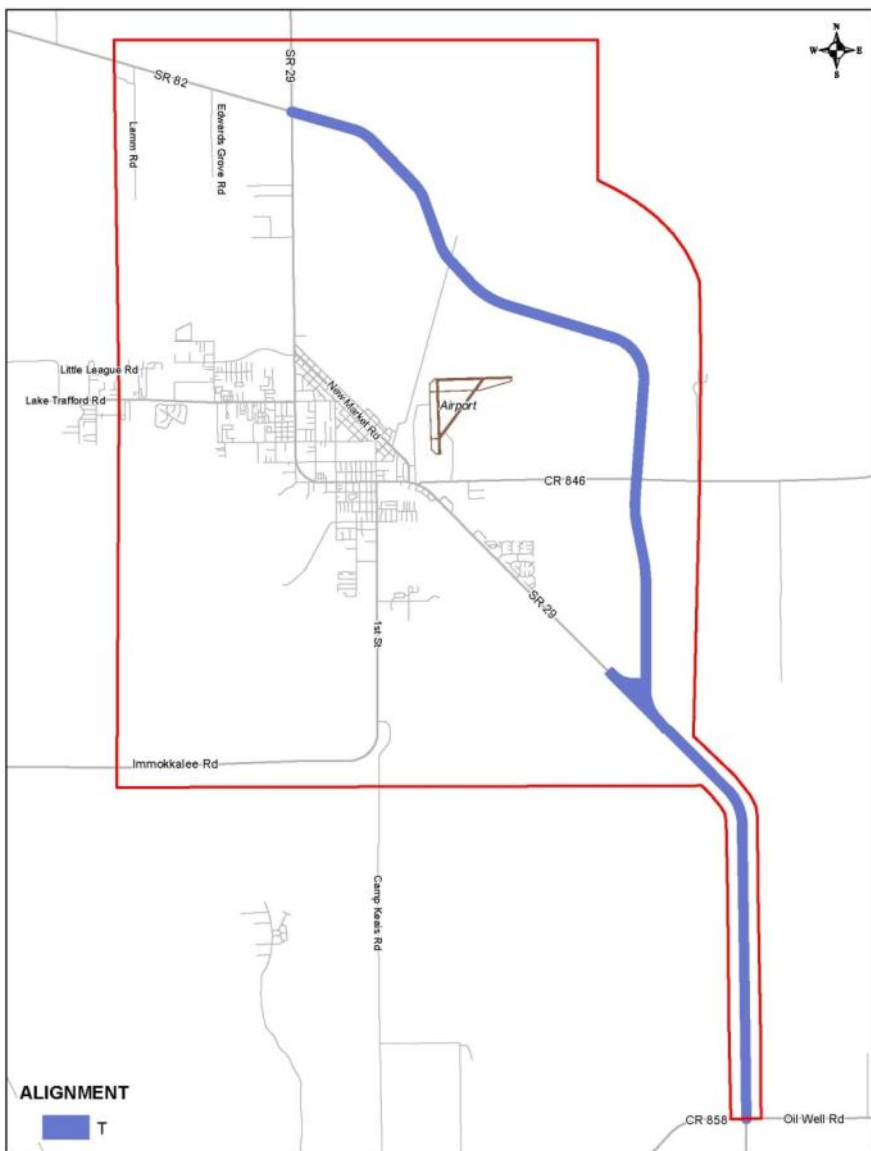 N
W E
S
SR 82
SR 29
Lamm Rd
Edwards Grove Rd
Little League Rd
Lake Trafford Rd
New Market Rd
Airport
CR 846
SR 29
1st St
Immokkalee Rd
Camp Keais Rd
ALIGNMENT
T
CR 858
Oil Well Rd